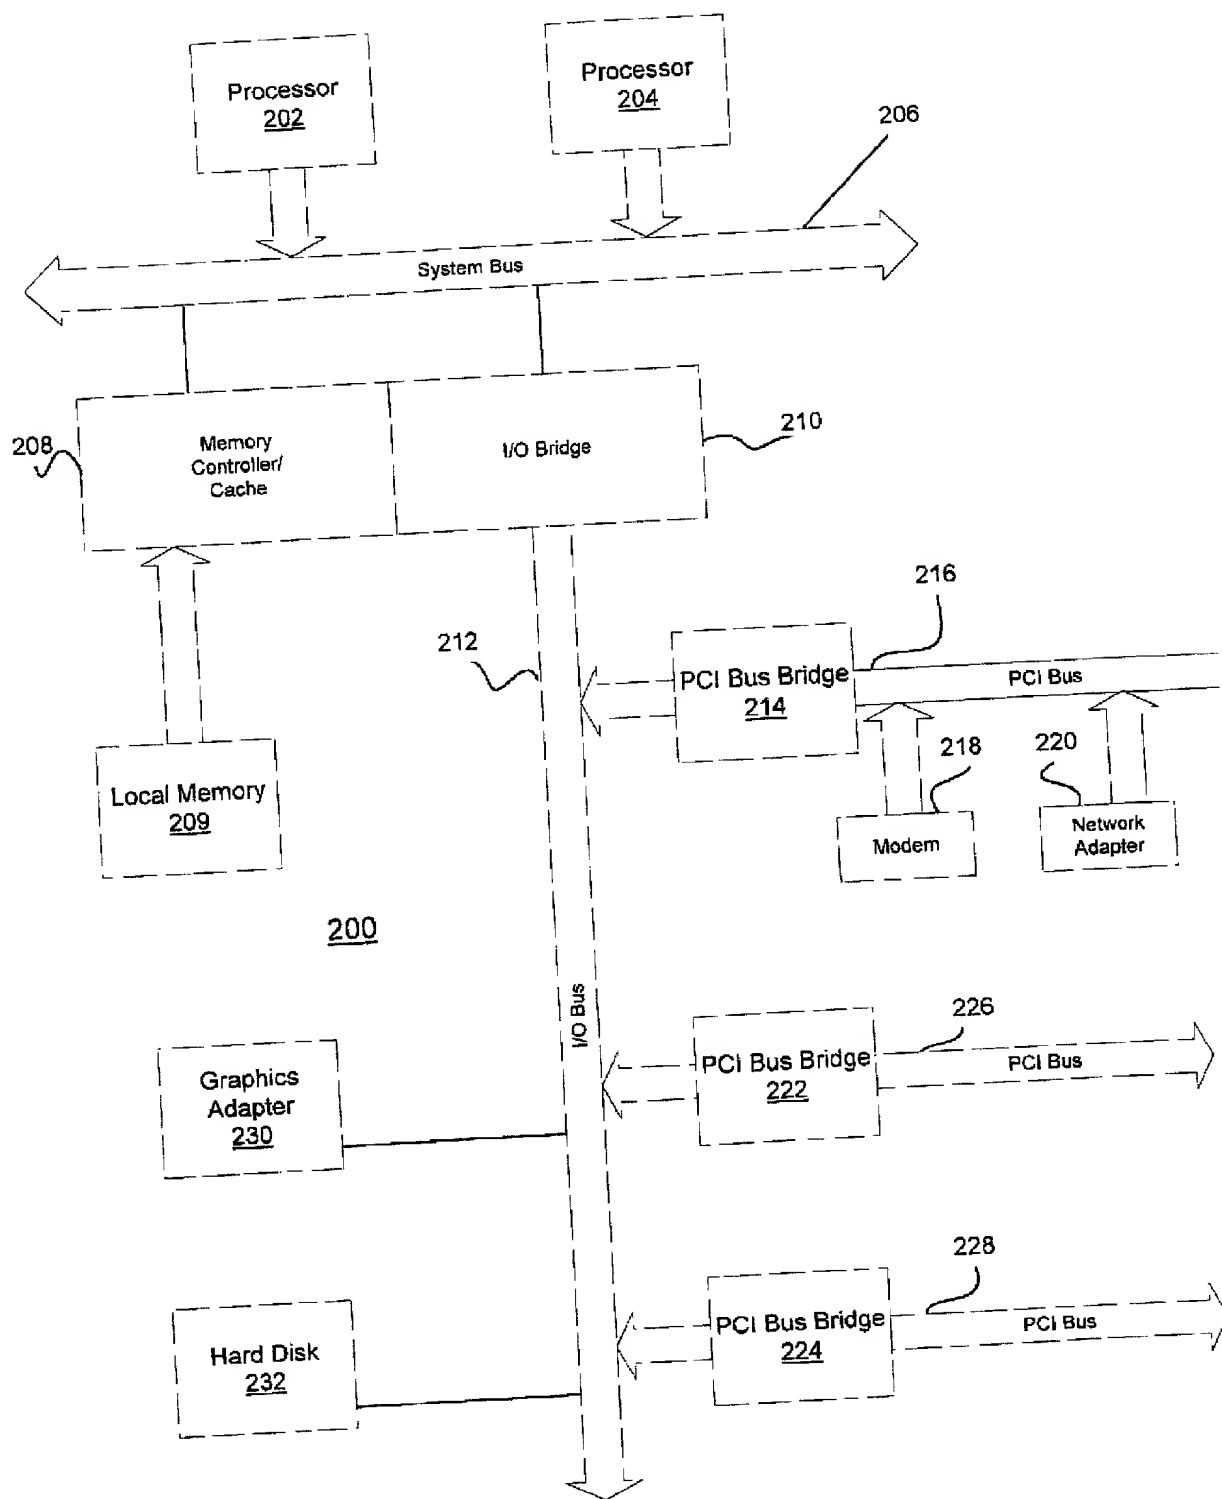 Processor
202
Processor
204
206
System Bus
208
Memory
Controller/
Cache
I/O Bridge
210
212
216
PCI Bus Bridge
214
PCI Bus
218
220
Local Memory
209
Modem
Network
Adapter
200
I/O Bus
226
PCI Bus Bridge
222
PCI Bus
Graphics
Adapter
230
228
PCI Bus Bridge
224
PCI Bus
Hard Disk
232